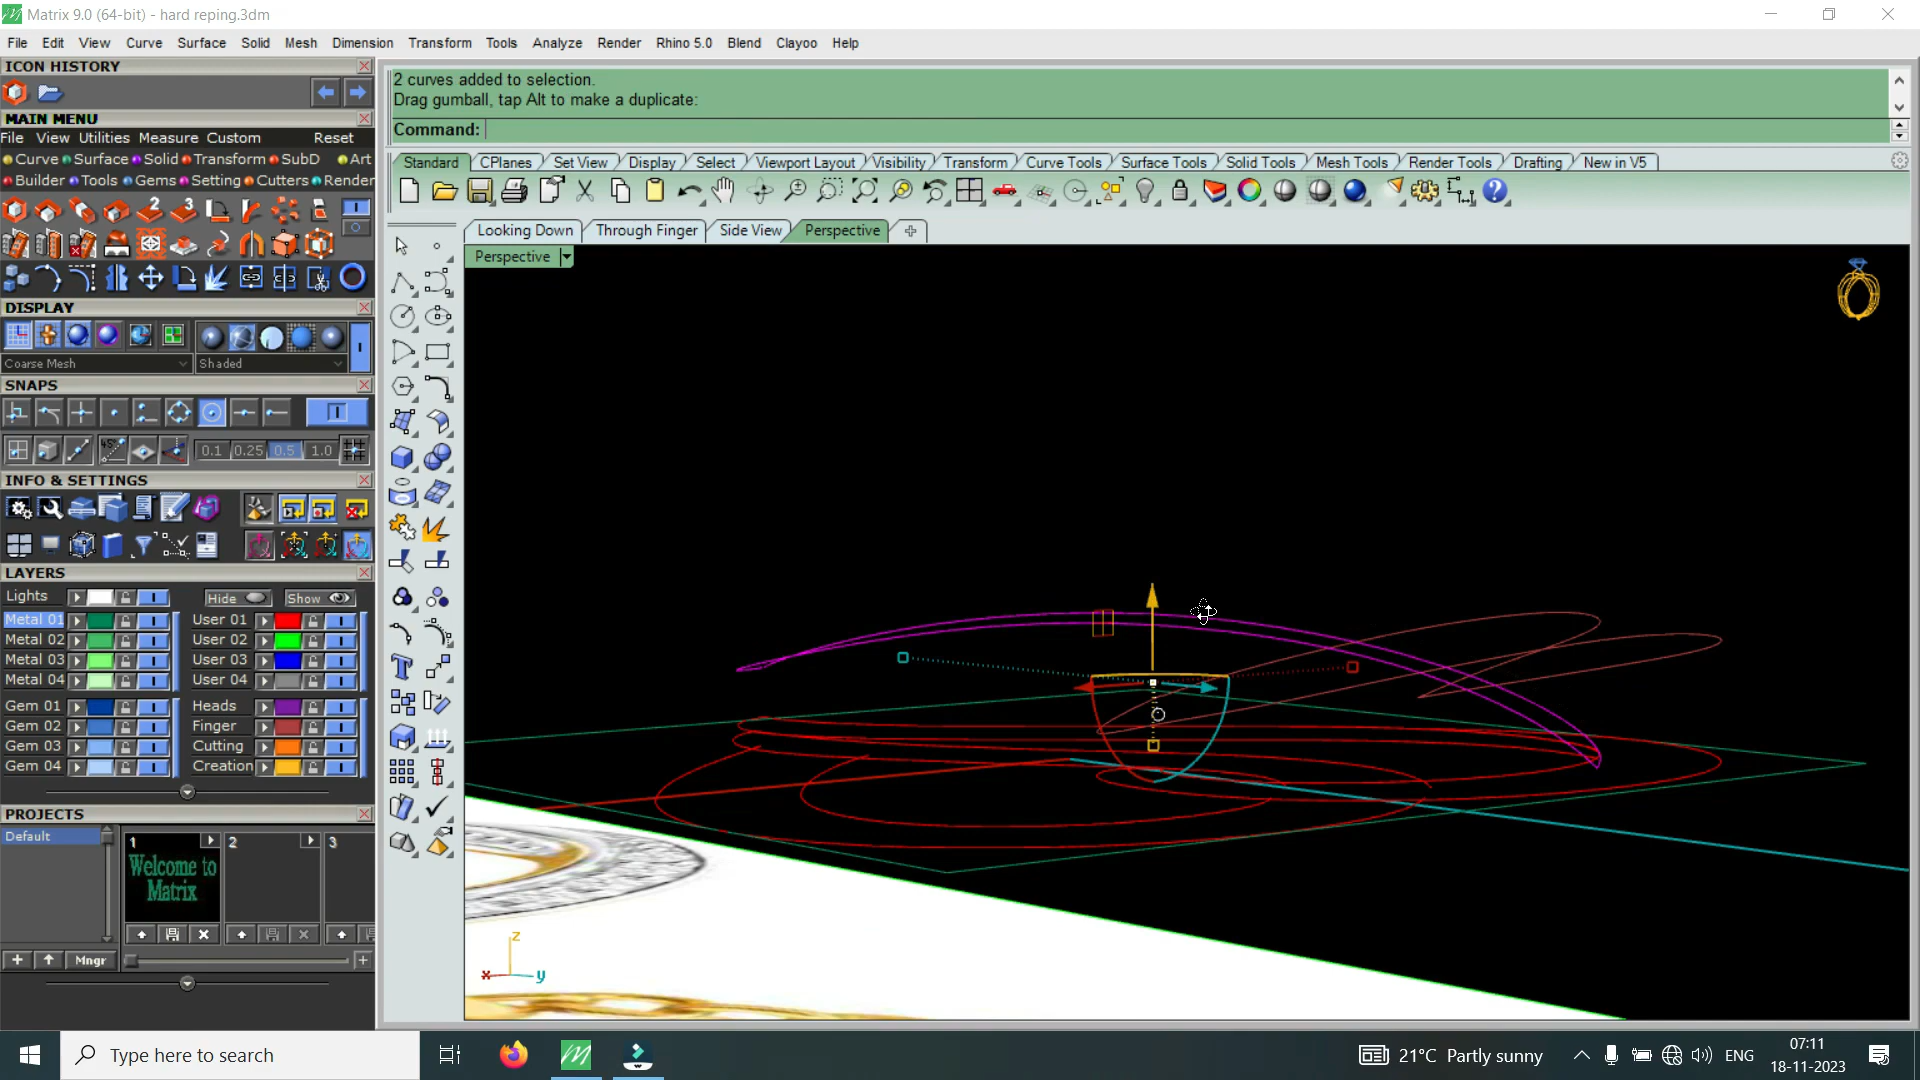 Matrix 9.0 (64-bit) - hard reping.3dm
File Edit View Curve Surface Solid Mesh Dimension Transform Tools Analyze Render Rhino 5.0 Blend Clayoo Help
ICON HISTORY
MAIN MENU
File View Utilities Measure Custom Reset
Curve Surface Solid Transform SubD Art
Builder Tools Gems Setting Cutters Render
DISPLAY
Coarse Mesh Shaded
SNAPS
0.1 0.25 0.5 1.0
INFO & SETTINGS
LAYERS
Lights Hide Show
Metal 01 User 01
Metal 02 User 02
Metal 03 User 03
Metal 04 User 04
Gem 01 Heads
Gem 02 Finger
Gem 03 Cutting
Gem 04 Creation
PROJECTS
Default
1 2 3
Welcome to
Matrix
Mngr
2 curves added to selection.
Drag gumball, tap Alt to make a duplicate:
Command:
Standard CPlanes Set View Display Select Viewport Layout Visibility Transform Curve Tools Surface Tools Solid Tools Mesh Tools Render Tools Drafting New in V5
Looking Down Through Finger Side View Perspective
Perspective
z
x y
Type here to search
21°C Partly sunny
ENG
07:11
18-11-2023